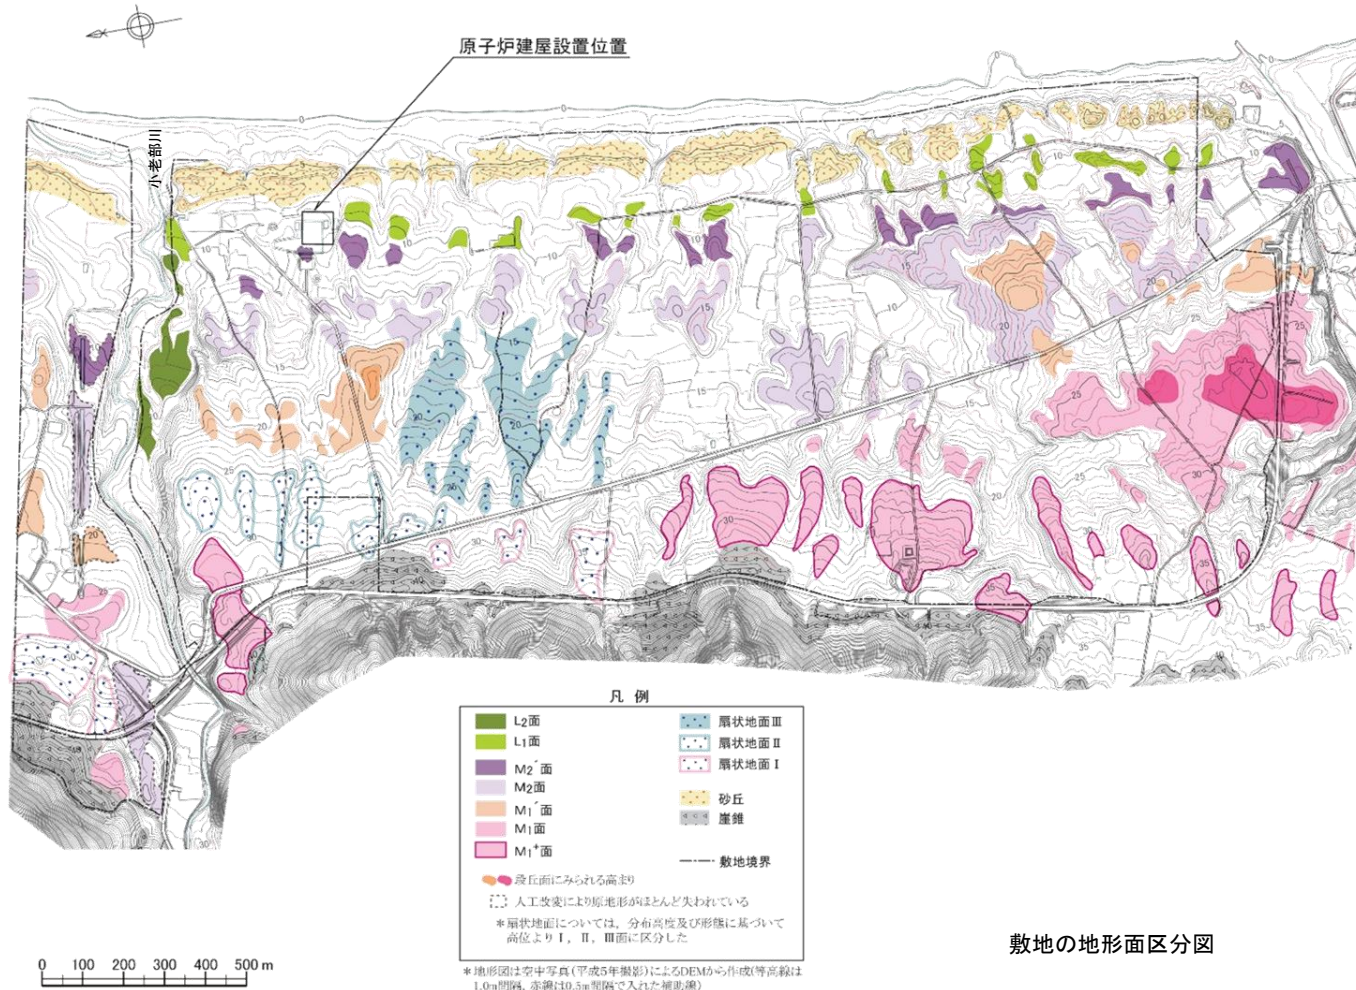 原子炉建屋設置位置
小老部川
凡 例
L2面
L1面
M2´面
M2面
M1´面
M1面
M1+面
扇状地面Ⅲ
扇状地面Ⅱ
扇状地面Ⅰ
砂丘
崖錐
敷地境界
段丘面にみられる高まり
人工改変により原地形がほとんど失われている
＊扇状地面については，分布高度及び形態に基づいて
高位よりⅠ，Ⅱ，Ⅲ面に区分した
＊地形図は空中写真(平成5年撮影)によるDEMから作成(等高線は
1.0m間隔，赤線は0.5m間隔で入れた補助線)
0 100 200 300 400 500 m
敷地の地形面区分図